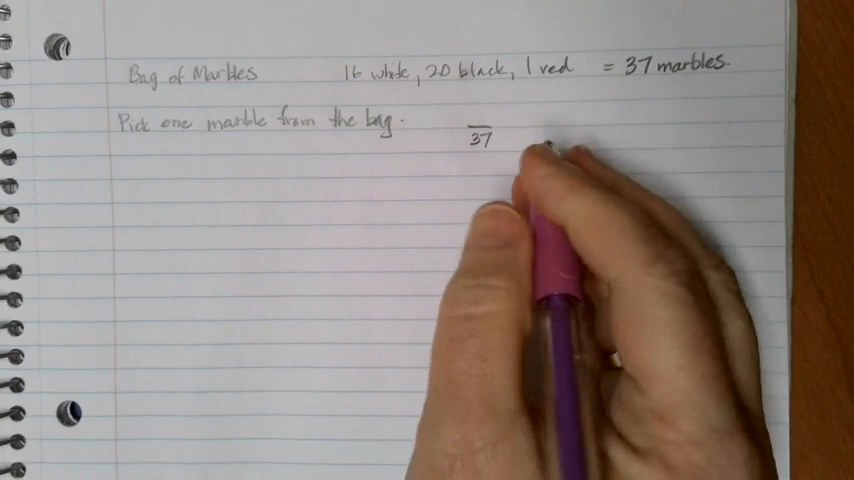 Bag of Marbles 16 white, 20 black, 1 red = 37 marbles.
Pick one marble from the bag. —
37